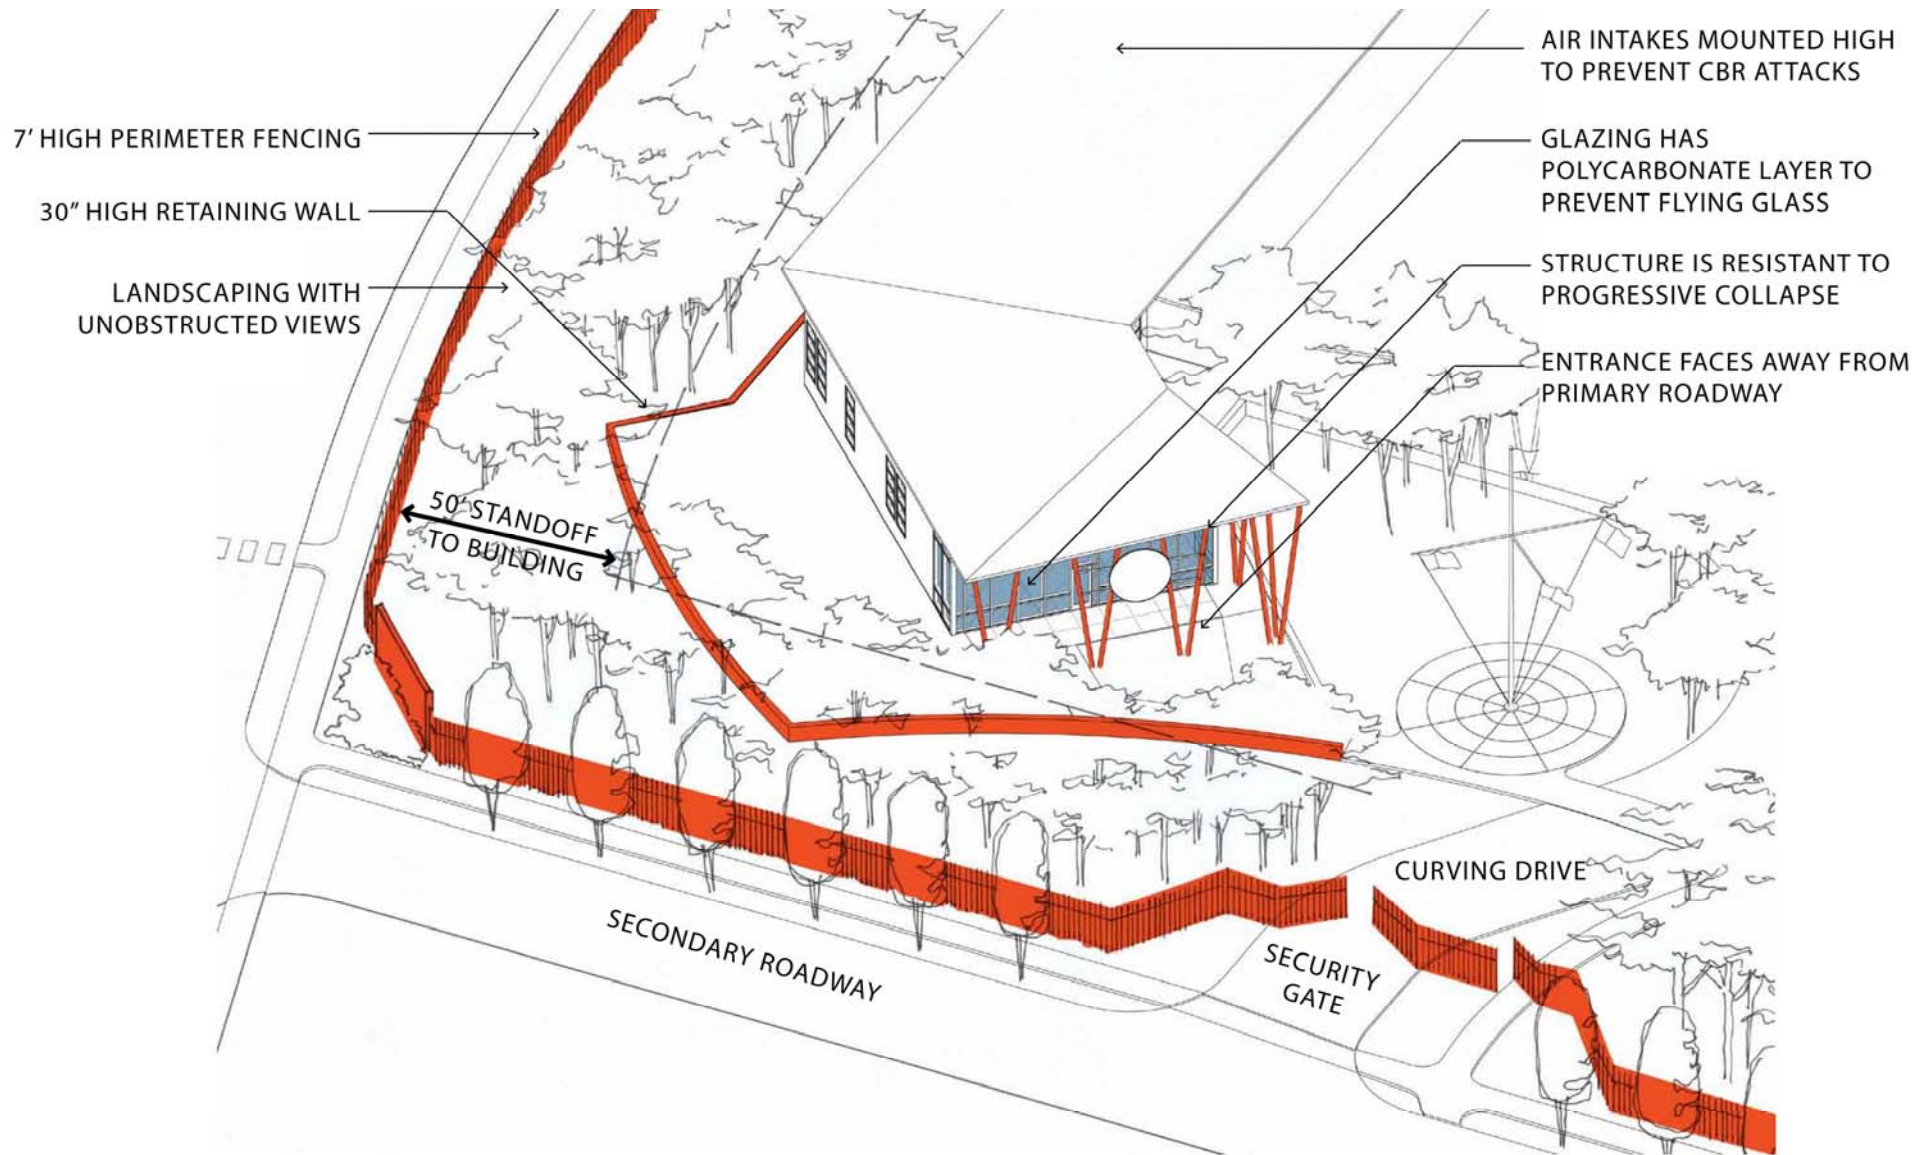 7’ HIGH PERIMETER FENCING
30” HIGH RETAINING WALL
LANDSCAPING WITH
UNOBSTRUCTED VIEWS
AIR INTAKES MOUNTED HIGH
TO PREVENT CBR ATTACKS
GLAZING HAS
POLYCARBONATE LAYER TO
PREVENT FLYING GLASS
STRUCTURE IS RESISTANT TO
PROGRESSIVE COLLAPSE
ENTRANCE FACES AWAY FROM
PRIMARY ROADWAY
50’ STANDOFF
TO BUILDING
CURVING DRIVE
SECONDARY ROADWAY
SECURITY
GATE